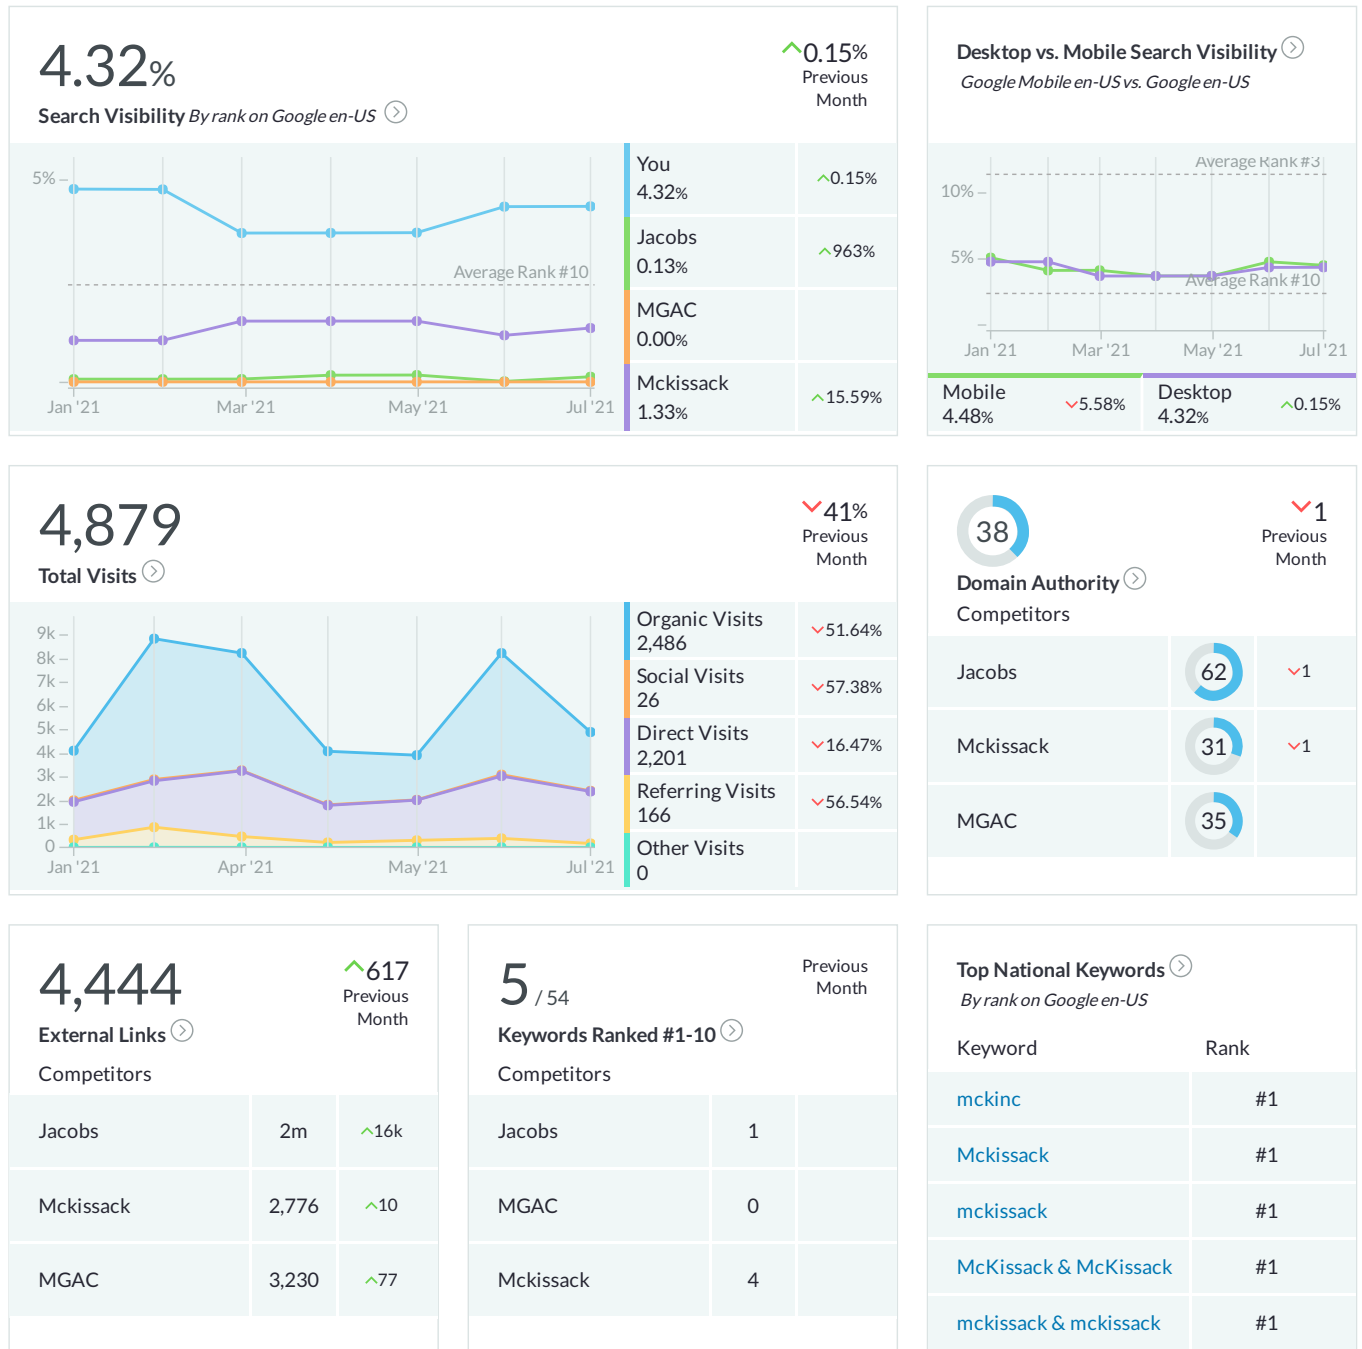 4.32%
Search Visibility By rank on Google en-US
0.15%
Previous
Month
5%
Average Rank #10
Jan '21
Mar '21
May '21
Jul '21
You
4.32%
0.15%
Jacobs
0.13%
963%
MGAC
0.00%
Mckissack
1.33%
15.59%
Desktop vs. Mobile Search Visibility
Google Mobile en-US vs. Google en-US
Average Rank #3
10%
5%
Average Rank #10
Jan '21
Mar '21
May '21
Jul '21
Mobile
4.48%
5.58%
Desktop
4.32%
0.15%
4,879
Total Visits
41%
Previous
Month
9k
8k
7k
6k
5k
4k
3k
2k
1k
0
Jan '21
Apr '21
May '21
Jul '21
Organic Visits
2,486
51.64%
Social Visits
26
57.38%
Direct Visits
2,201
16.47%
Referring Visits
166
56.54%
Other Visits
0
38
Domain Authority
1
Previous
Month
Competitors
Jacobs 62 1
Mckissack 31 1
MGAC 35
4,444
External Links
617
Previous
Month
Competitors
Jacobs 2m 16k
Mckissack 2,776 10
MGAC 3,230 77
5 / 54
Keywords Ranked #1-10
Previous
Month
Competitors
Jacobs 1
MGAC 0
Mckissack 4
Top National Keywords
By rank on Google en-US
Keyword Rank
mckinc #1
Mckissack #1
mckissack #1
McKissack & McKissack #1
mckissack & mckissack #1